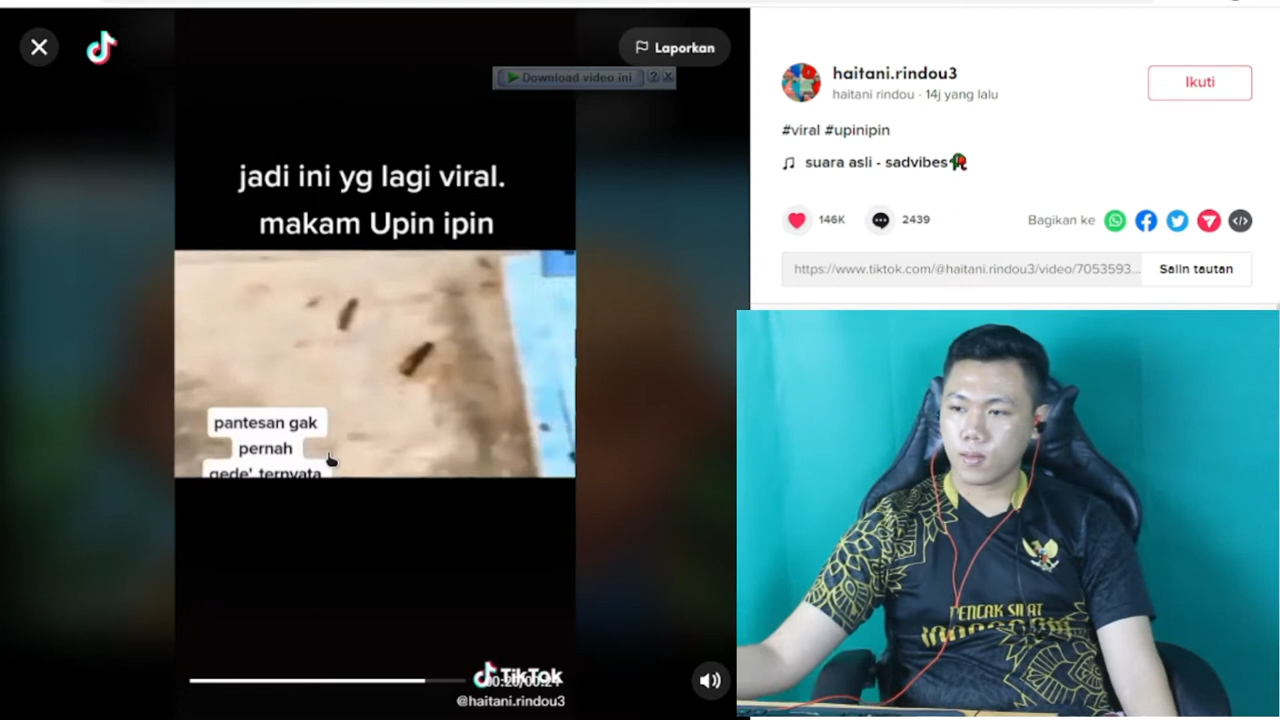 Laporkan
Download video ini
jadi ini yg lagi viral.
makam Upin ipin
pantesan gak
pernah
gede' ternyata
TikTok
@haitani.rindou3
haitani.rindou3
haitani rindou · 14j yang lalu
Ikuti
#viral #upinipin
suara asli - sadvibes🥀
146K
2439
Bagikan ke
https://www.tiktok.com/@haitani.rindou3/video/7053593...
Salin tautan
PENCAK SILAT